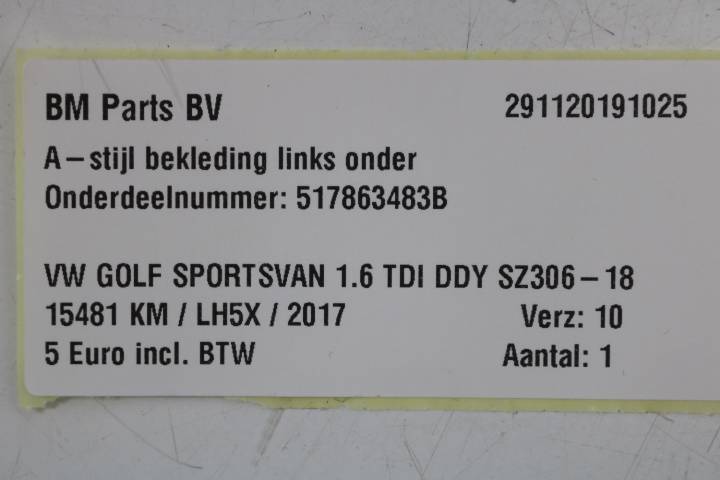 BM Parts BV 291120191025
A-stijl bekleding links onder
Onderdeelnummer: 517863483B
VW GOLF SPORTSVAN 1.6 TDI DDY SZ306-18
15481 KM / LH5X / 2017 Verz: 10
5 Euro incl. BTW Aantal: 1